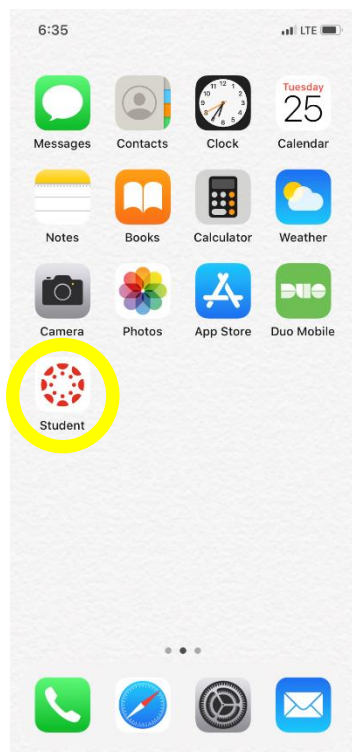 6:35 LTE
Tuesday
25
Messages Contacts Clock Calendar
Notes Books Calculator Weather
DUO
Camera Photos App Store Duo Mobile
Student